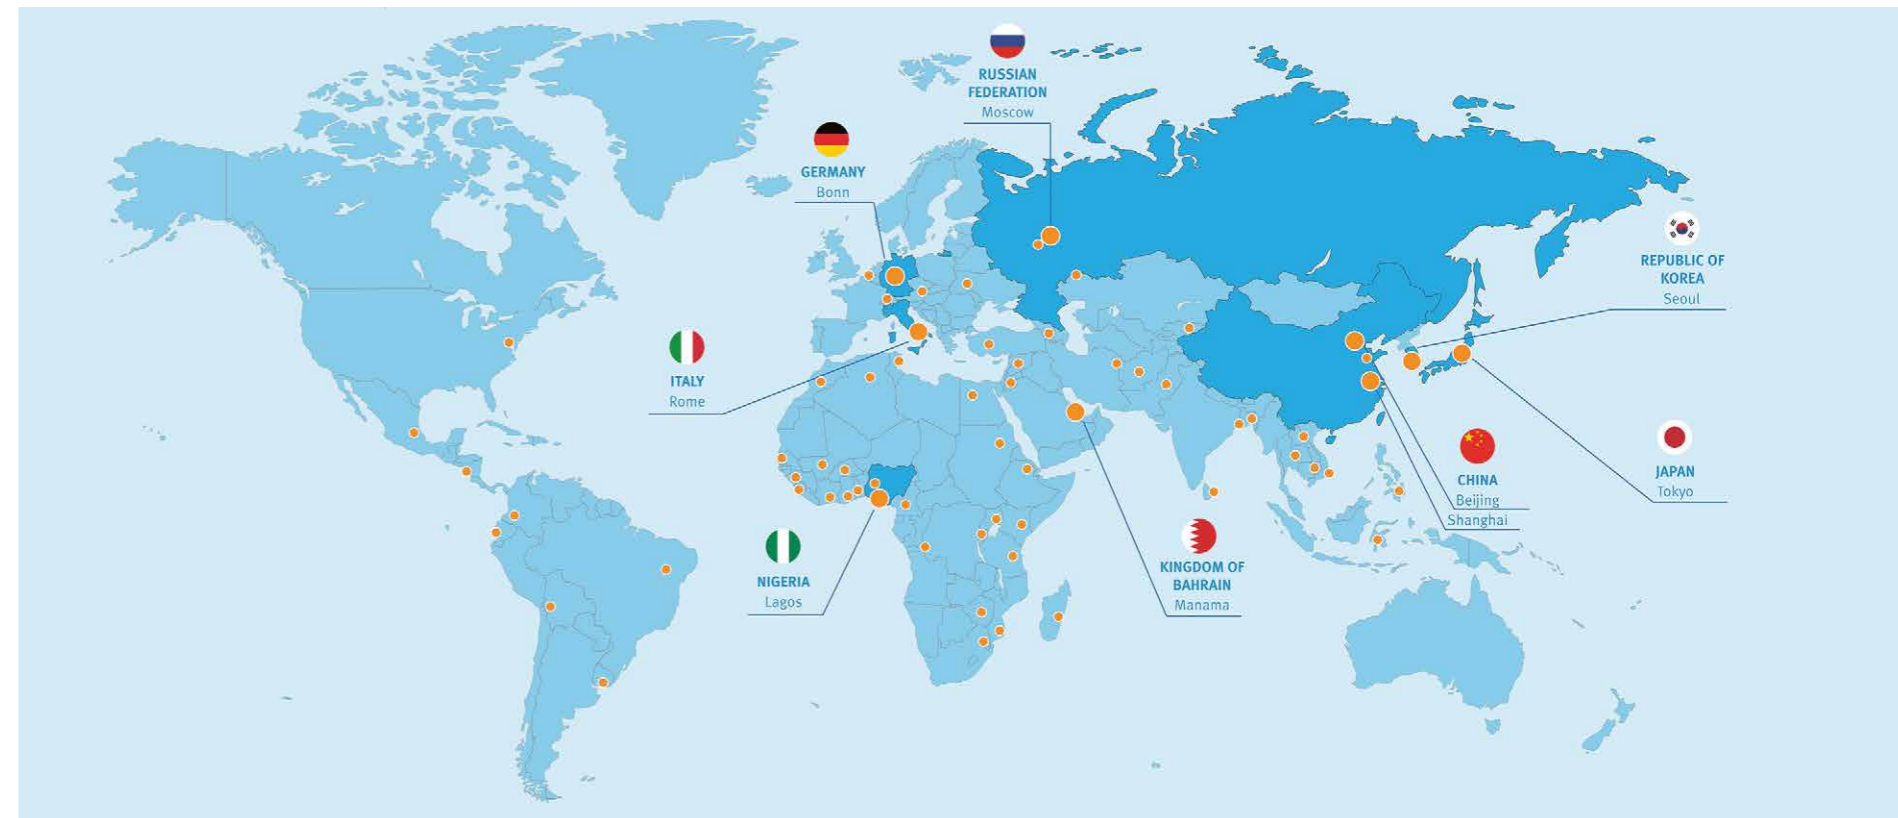 RUSSIAN
FEDERATION
Moscow
GERMANY
Bonn
REPUBLIC OF
KOREA
Seoul
ITALY
Rome
JAPAN
Tokyo
CHINA
Beijing
Shanghai
KINGDOM OF
BAHRAIN
Manama
NIGERIA
Lagos